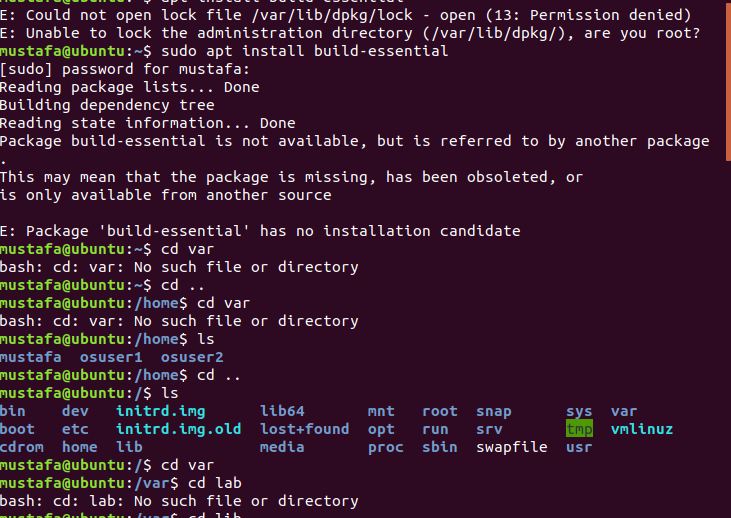 apt install build-essential
E: Could not open lock file /var/lib/dpkg/lock - open (13: Permission denied)
E: Unable to lock the administration directory (/var/lib/dpkg/), are you root?
mustafa@ubuntu:~$ sudo apt install build-essential
[sudo] password for mustafa:
Reading package lists... Done
Building dependency tree
Reading state information... Done
Package build-essential is not available, but is referred to by another package
.
This may mean that the package is missing, has been obsoleted, or
is only available from another source
E: Package 'build-essential' has no installation candidate
mustafa@ubuntu:~$ cd var
bash: cd: var: No such file or directory
mustafa@ubuntu:~$ cd ..
mustafa@ubuntu:/home$ cd var
bash: cd: var: No such file or directory
mustafa@ubuntu:/home$ ls
mustafa osuser1 osuser2
mustafa@ubuntu:/home$ cd ..
mustafa@ubuntu:/$ ls
bin dev initrd.img lib64 mnt root snap sys var
boot etc initrd.img.old lost+found opt run srv tmp vmlinuz
cdrom home lib media proc sbin swapfile usr
mustafa@ubuntu:/$ cd var
mustafa@ubuntu:/var$ cd lab
bash: cd: lab: No such file or directory
mustafa@ubuntu:/var$ cd lib